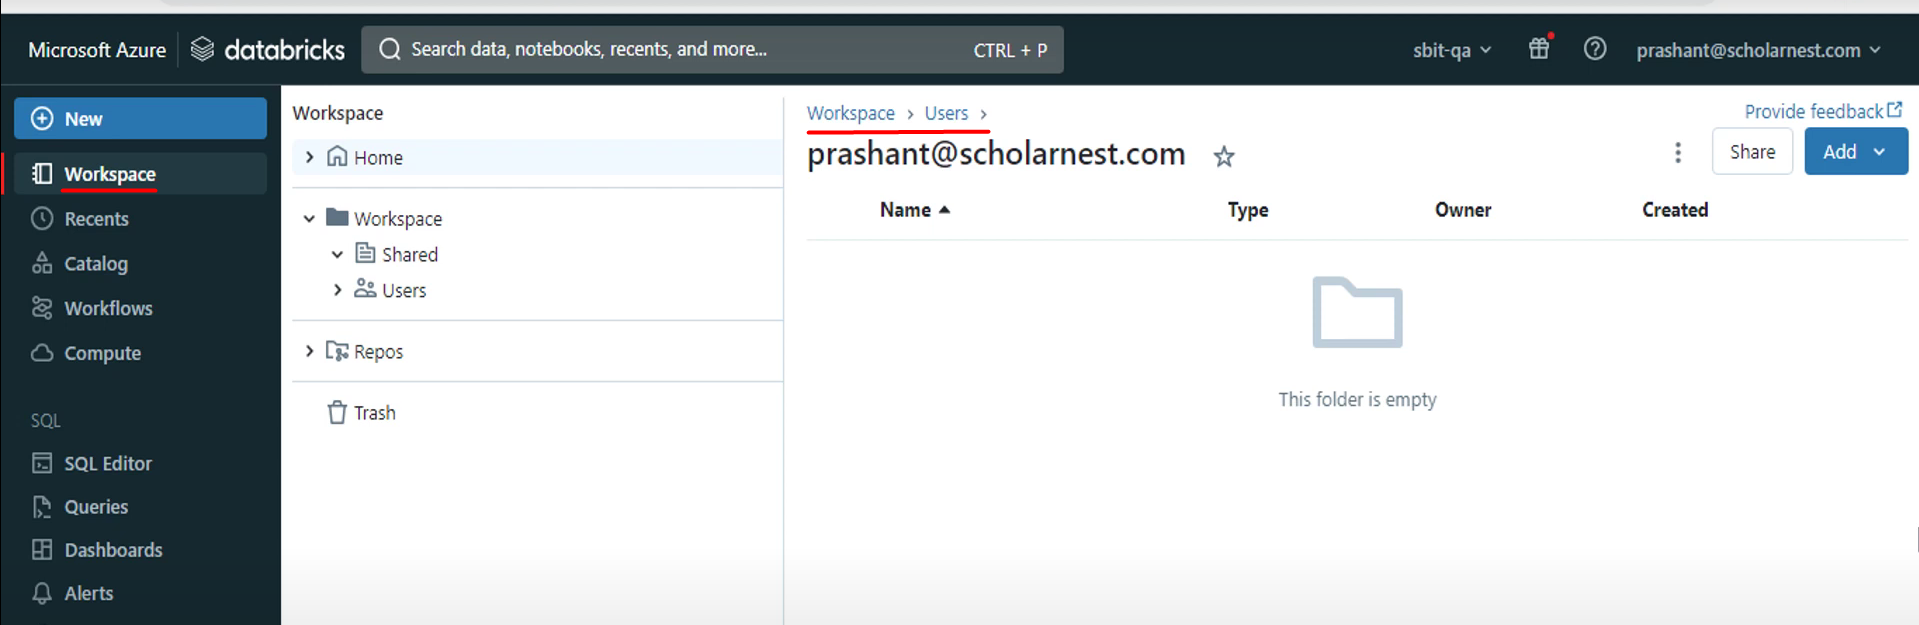 Microsoft Azure databricks Search data, notebooks, recents, and more... CTRL + P sbit-qa prashant@scholarnest.com
New
Workspace
Recents
Catalog
Workflows
Compute
SQL
SQL Editor
Queries
Dashboards
Alerts
Workspace
Home
Workspace
Shared
Users
Repos
Trash
Workspace > Users >
Provide feedback
prashant@scholarnest.com
Share
Add
Name Type Owner Created
This folder is empty